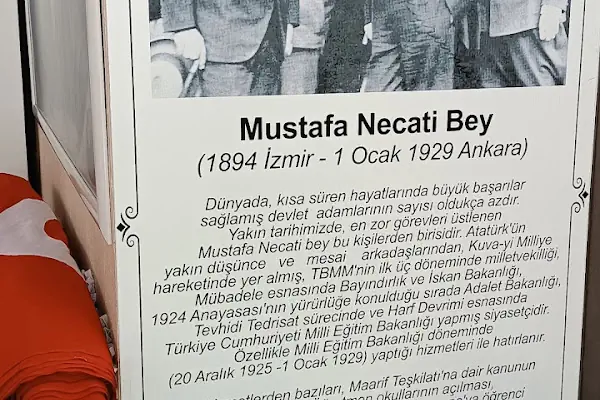 Mustafa Necati Bey
(1894 İzmir - 1 Ocak 1929 Ankara)
Dünyada, kısa süren hayatlarında büyük başarılar
sağlamış devlet adamlarının sayısı oldukça azdır.
Yakın tarihimizde, en zor görevleri üstlenen
Mustafa Necati bey bu kişilerden birisidir. Atatürk'ün
yakın düşünce ve mesai arkadaşlarından, Kuva-yi Milliye
hareketinde yer almış, TBMM'nin ilk üç döneminde milletvekilliği,
Mübadele esnasında Bayındırlık ve İskan Bakanlığı,
1924 Anayasası'nın yürürlüğe konulduğu sırada Adalet Bakanlığı,
Tevhidi Tedrisat sürecinde ve Harf Devrimi esnasında
Türkiye Cumhuriyeti Milli Eğitim Bakanlığı yapmış siyasetçidir.
Özellikle Milli Eğitim Bakanlığı döneminde
(20 Aralık 1925 -1 Ocak 1929) yaptığı hizmetleri ile hatırlanır.
bazıları, Maarif Teşkilatı'na dair kanunun
okullarının açılması,
öğrenci